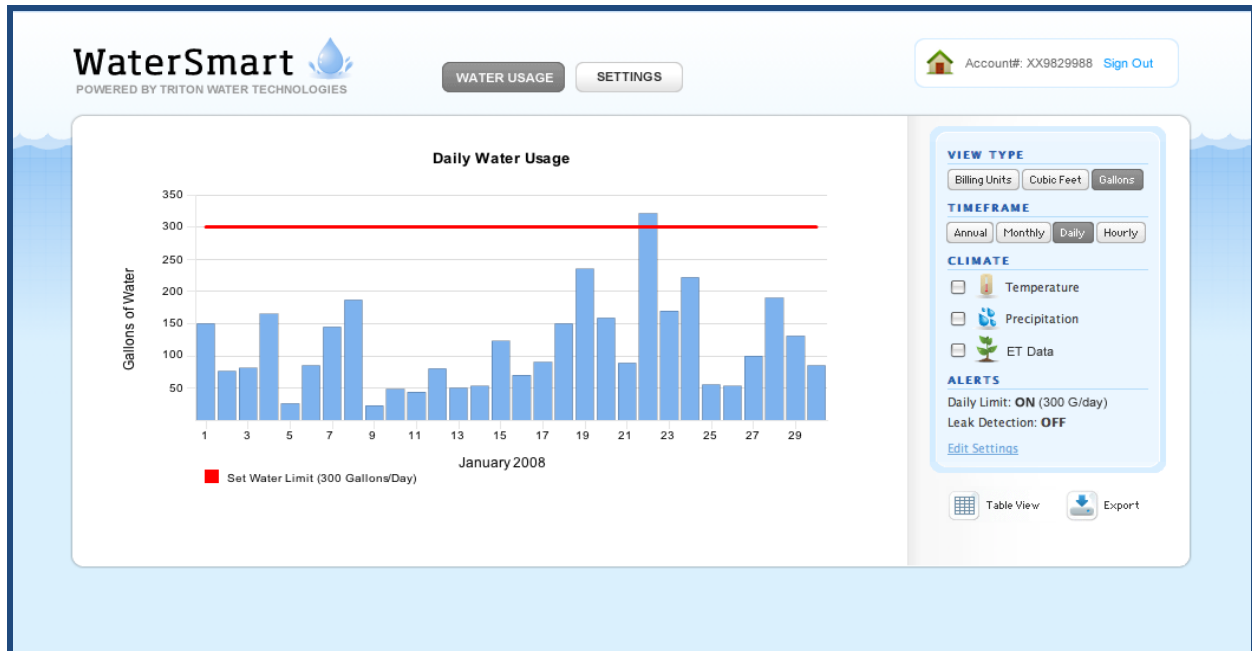 WaterSmart
POWERED BY TRITON WATER TECHNOLOGIES
WATER USAGE
SETTINGS
Account#: XX9829988 Sign Out
Daily Water Usage
Gallons of Water
350
300
250
200
150
100
50
1 3 5 7 9 11 13 15 17 19 21 23 25 27 29
January 2008
Set Water Limit (300 Gallons/Day)
VIEW TYPE
Billing Units Cubic Feet Gallons
TIMEFRAME
Annual Monthly Daily Hourly
CLIMATE
Temperature
Precipitation
ET Data
ALERTS
Daily Limit: ON (300 G/day)
Leak Detection: OFF
Edit Settings
Table View Export